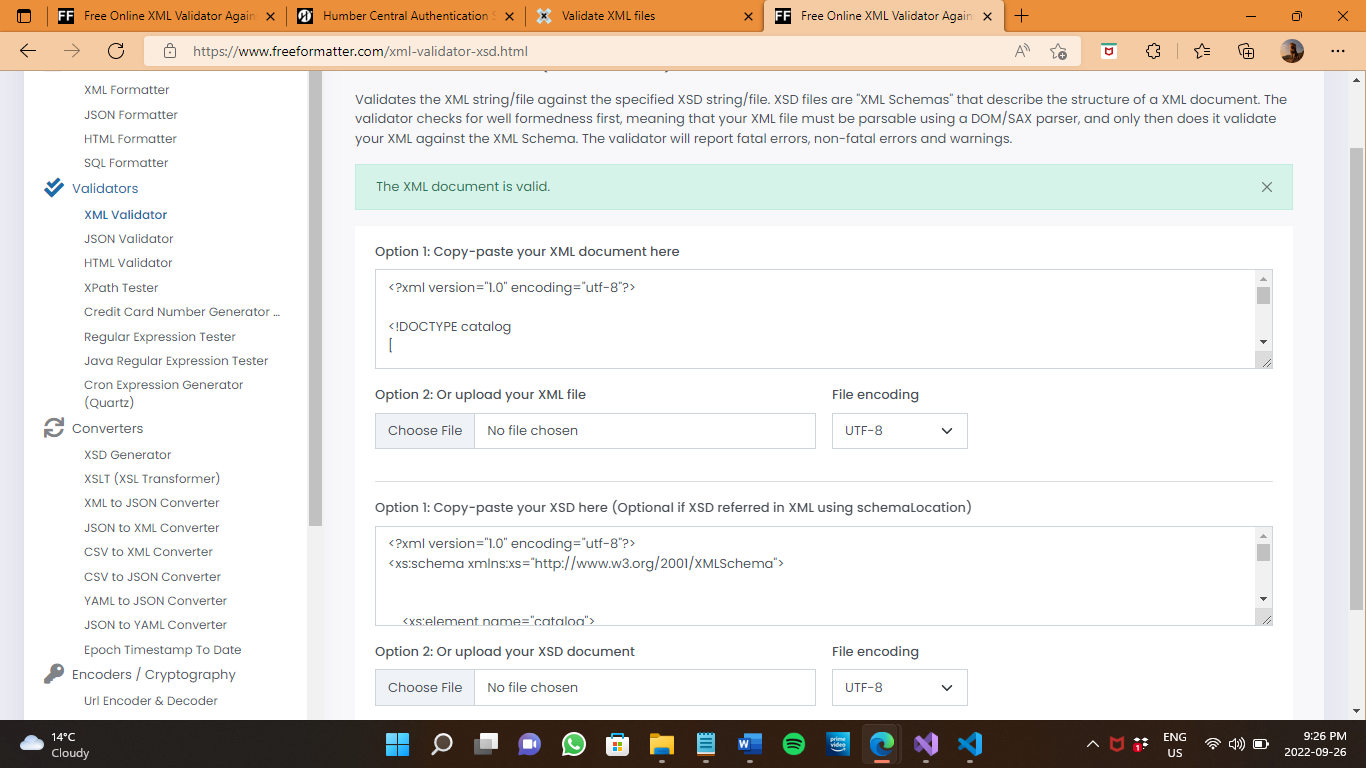 Free Online XML Validator Again
Humber Central Authentication S
Validate XML files
Free Online XML Validator Again
https://www.freeformatter.com/xml-validator-xsd.html
XML Formatter
JSON Formatter
HTML Formatter
SQL Formatter
Validators
XML Validator
JSON Validator
HTML Validator
XPath Tester
Credit Card Number Generator ...
Regular Expression Tester
Java Regular Expression Tester
Cron Expression Generator
(Quartz)
Converters
XSD Generator
XSLT (XSL Transformer)
XML to JSON Converter
JSON to XML Converter
CSV to XML Converter
CSV to JSON Converter
YAML to JSON Converter
JSON to YAML Converter
Epoch Timestamp To Date
Encoders / Cryptography
Url Encoder & Decoder
Validates the XML string/file against the specified XSD string/file. XSD files are "XML Schemas" that describe the structure of a XML document. The
validator checks for well formedness first, meaning that your XML file must be parsable using a DOM/SAX parser, and only then does it validate
your XML against the XML Schema. The validator will report fatal errors, non-fatal errors and warnings.
The XML document is valid.
Option 1: Copy-paste your XML document here
<?xml version="1.0" encoding="utf-8"?>
<!DOCTYPE catalog
[
Option 2: Or upload your XML file
File encoding
Choose File
No file chosen
UTF-8
Option 1: Copy-paste your XSD here (Optional if XSD referred in XML using schemaLocation)
<?xml version="1.0" encoding="utf-8"?>
<xs:schema xmlns:xs="http://www.w3.org/2001/XMLSchema">
<xs:element name="catalog">
Option 2: Or upload your XSD document
File encoding
Choose File
No file chosen
UTF-8
14°C
Cloudy
prime video
1
ENG
US
9:26 PM
2022-09-26